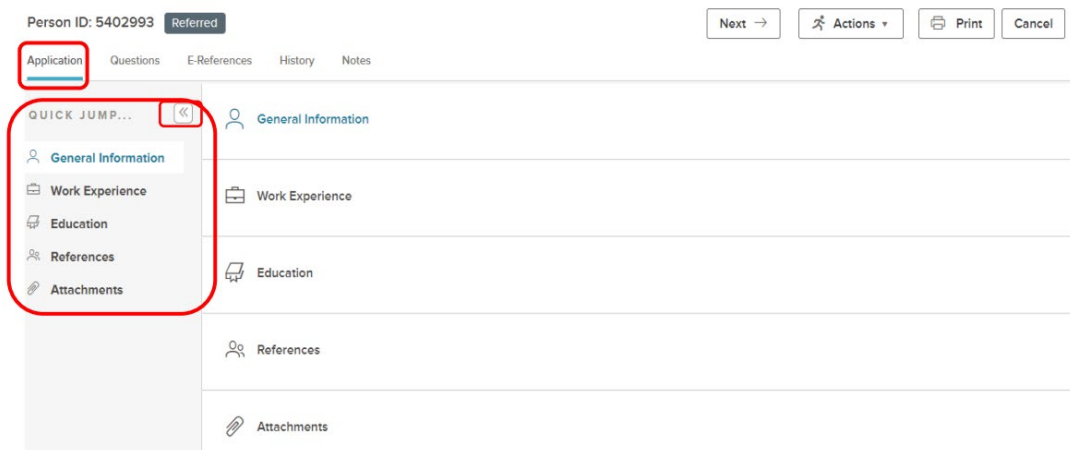 Person ID: 5402993 Referred Next → Actions ▾ Print Cancel
Application Questions E-References History Notes
QUICK JUMP...
General Information
Work Experience
Education
References
Attachments
General Information
Work Experience
Education
References
Attachments